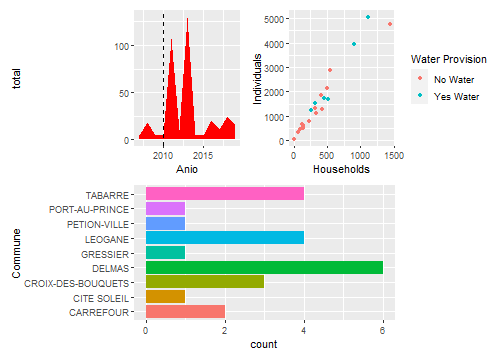 total
100
50
0
2010 2015
Anio
Individuals
5000
4000
3000
2000
1000
0
0 500 1000 1500
Households
Water Provision
No Water
Yes Water
Commune
TABARRE
PORT-AU-PRINCE
PETION-VILLE
LEOGANE
GRESSIER
DELMAS
CROIX-DES-BOUQUETS
CITE SOLEIL
CARREFOUR
0 2 4 6
count